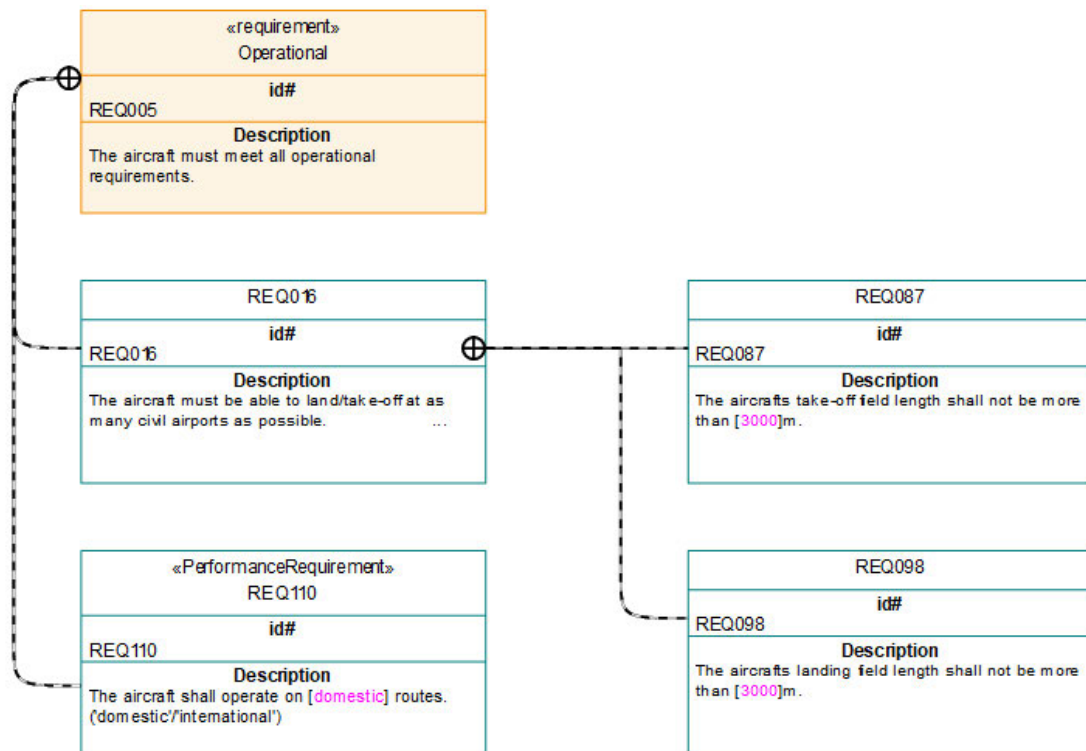 «requirement»
Operational
id#
REQ005
Description
The aircraft must meet all operational
requirements.
REQ016
id#
REQ016
Description
The aircraft must be able to land/take-off at as
many civil airports as possible. ...
REQ087
id#
REQ087
Description
The aircrafts take-off field length shall not be more
than [3000]m.
«PerformanceRequirement»
REQ110
id#
REQ110
Description
The aircraft shall operate on [domestic] routes.
('domestic'/'international')
REQ098
id#
REQ098
Description
The aircrafts landing field length shall not be more
than [3000]m.